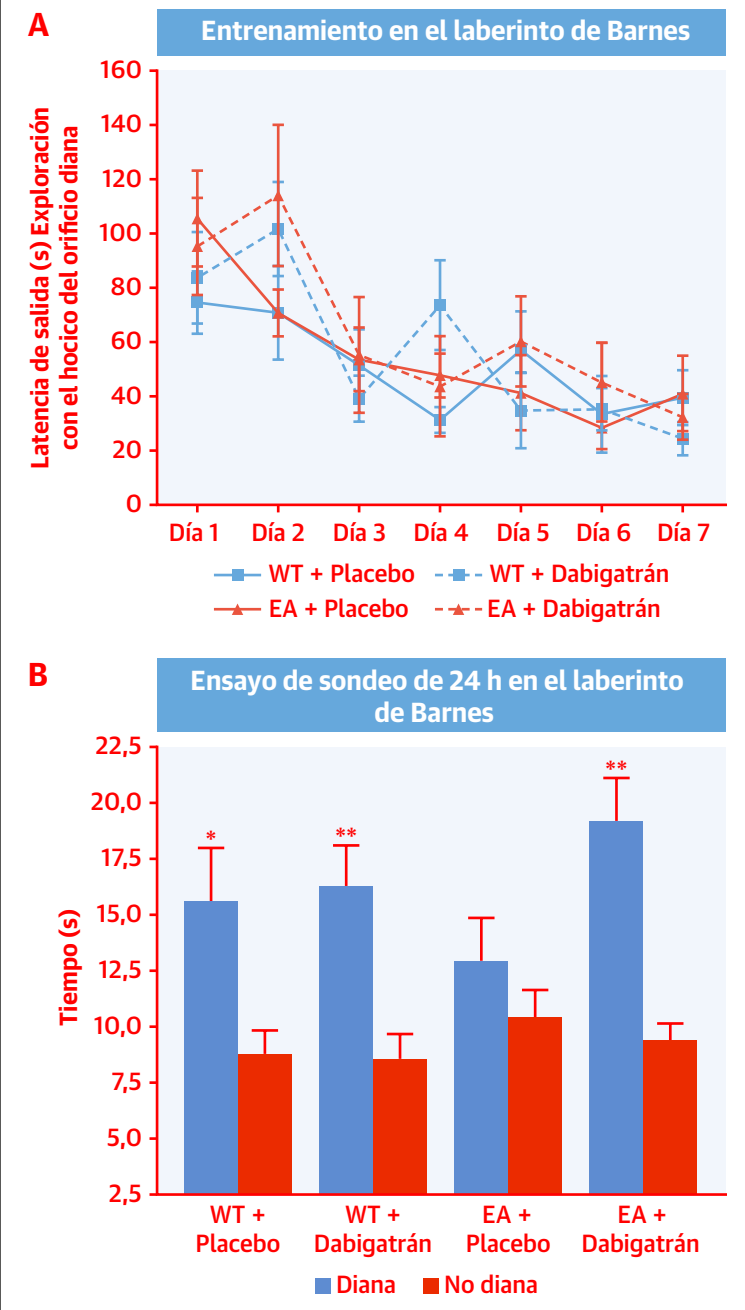 A
Entrenamiento en el laberinto de Barnes
Latencia de salida (s) Exploración
con el hocico del orificio diana
160
140
120
100
80
60
40
20
0
Día 1 Día 2 Día 3 Día 4 Día 5 Día 6 Día 7
WT + Placebo WT + Dabigatrán
EA + Placebo EA + Dabigatrán
B
Ensayo de sondeo de 24 h en el laberinto
de Barnes
Tiempo (s)
22,5
20,0
17,5
15,0
12,5
10,0
7,5
5,0
2,5
* ** **
WT + WT + EA + EA +
Placebo Dabigatrán Placebo Dabigatrán
Diana No diana